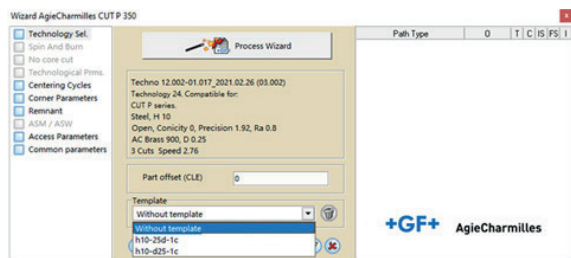 Wizard AgieCharmilles CUT P 350
x
Technology Sel.
Spin And Burn
No core cut
Technological Prms.
Centering Cycles
Corner Parameters
Remnant
ASM / ASW
Access Parameters
Common parameters
Process Wizard
Techno 12.002-01.017_2021.02.26 (03.002)
Technology 24. Compatible for:
CUT P series.
Steel, H 10
Open, Conicity 0, Precision 1.92, Ra 0.8
AC Brass 900, D 0.25
3 Cuts Speed 2.76
Part offset (CLE) 0
Template
Without template
Without template
h10-25d-1c
h10-d25-1c
Path Type O T C IS FS I
+GF+ AgieCharmilles